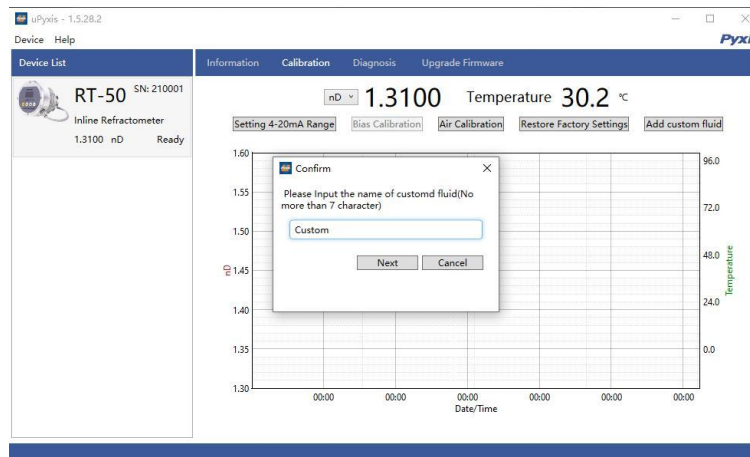 uPyxis - 1.5.28.2
Device Help
Pyxi
Device List
Information Calibration Diagnosis Upgrade Firmware
RT-50 SN: 210001
Inline Refractometer
1.3100 nD Ready
nD 1.3100 Temperature 30.2 °C
Setting 4-20mA Range Bias Calibration Air Calibration Restore Factory Settings Add custom fluid
Confirm
Please Input the name of customd fluid(No
more than 7 character)
Custom
Next Cancel
1.60
1.55
1.50
1.45
1.40
1.35
1.30
nD
96.0
72.0
48.0
24.0
0.0
Temperature
00:00 00:00 00:00 00:00 00:00 00:00
Date/Time